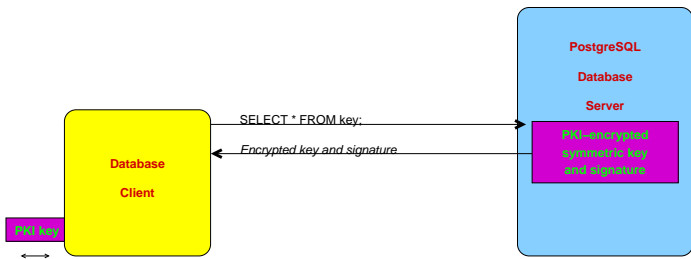 PostgreSQL
Database
Server
SELECT * FROM key;
PKI–encrypted
symmetric key
and signature
Encrypted key and signature
Database
Client
PKI key